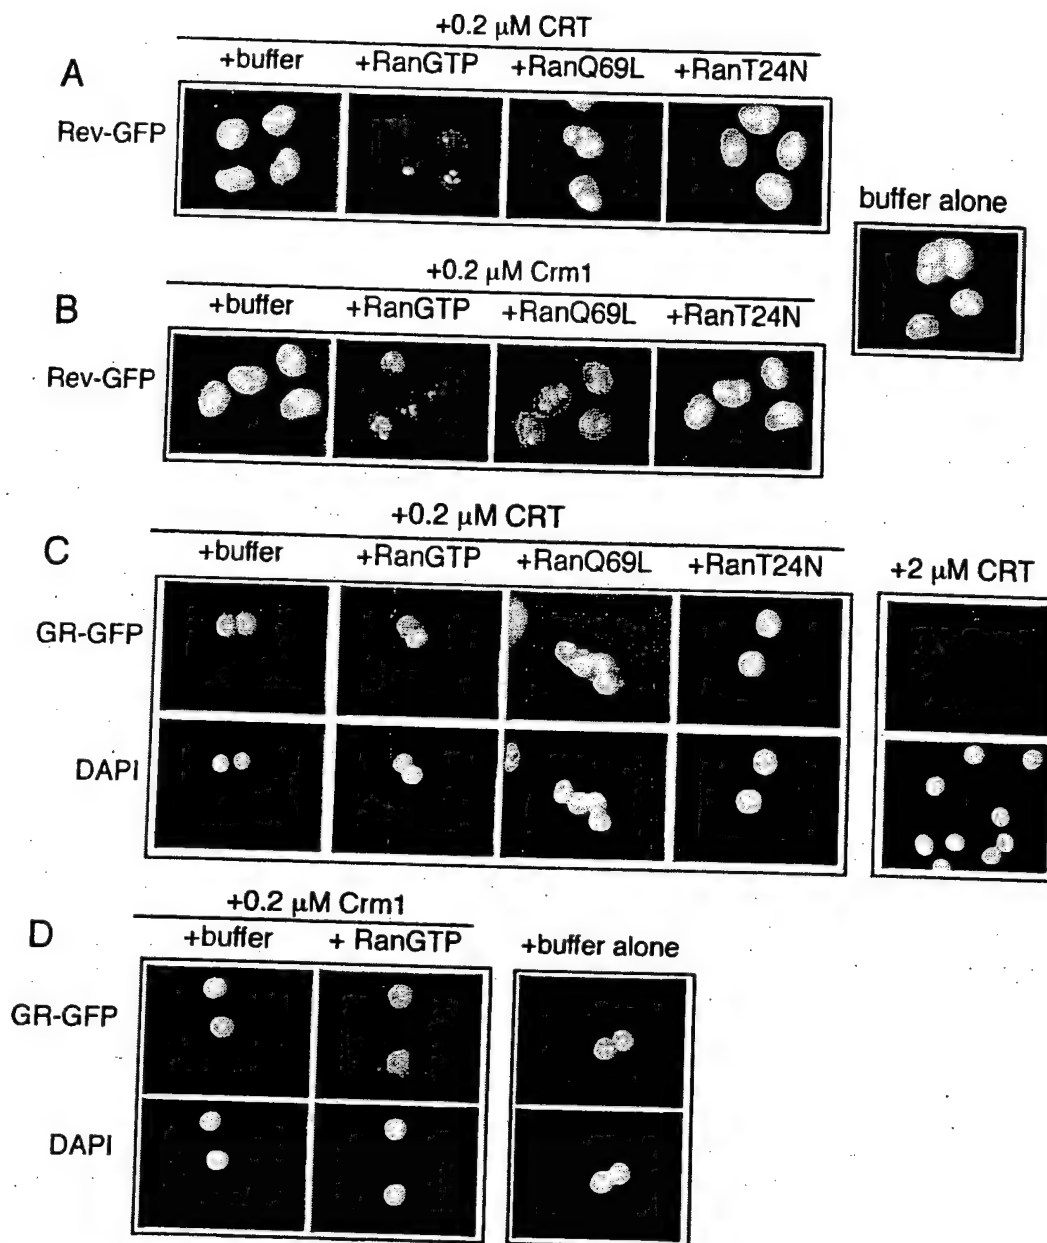 +0.2 μM CRT
A
+buffer +RanGTP +RanQ69L +RanT24N
Rev-GFP
buffer alone
+0.2 μM Crm1
B
+buffer +RanGTP +RanQ69L +RanT24N
Rev-GFP
+0.2 μM CRT
C
+buffer +RanGTP +RanQ69L +RanT24N +2 μM CRT
GR-GFP
DAPI
+0.2 μM Crm1
D
+buffer + RanGTP +buffer alone
GR-GFP
DAPI